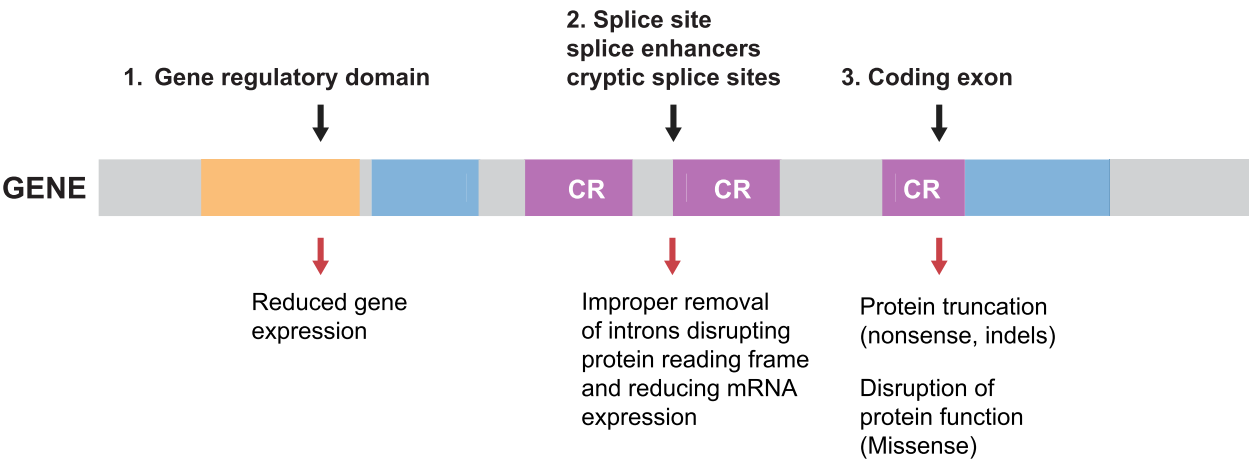 1. Gene regulatory domain
2. Splice site
splice enhancers
cryptic splice sites
3. Coding exon
GENE
CR
CR
CR
Reduced gene
expression
Improper removal
of introns disrupting
protein reading frame
and reducing mRNA
expression
Protein truncation
(nonsense, indels)
Disruption of
protein function
(Missense)